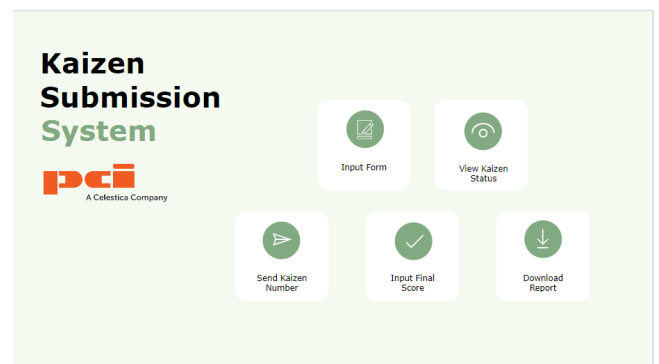 Kaizen
Submission
System
pci
A Celestica Company
Input Form
View Kaizen
Status
Send Kaizen
Number
Input Final
Score
Download
Report